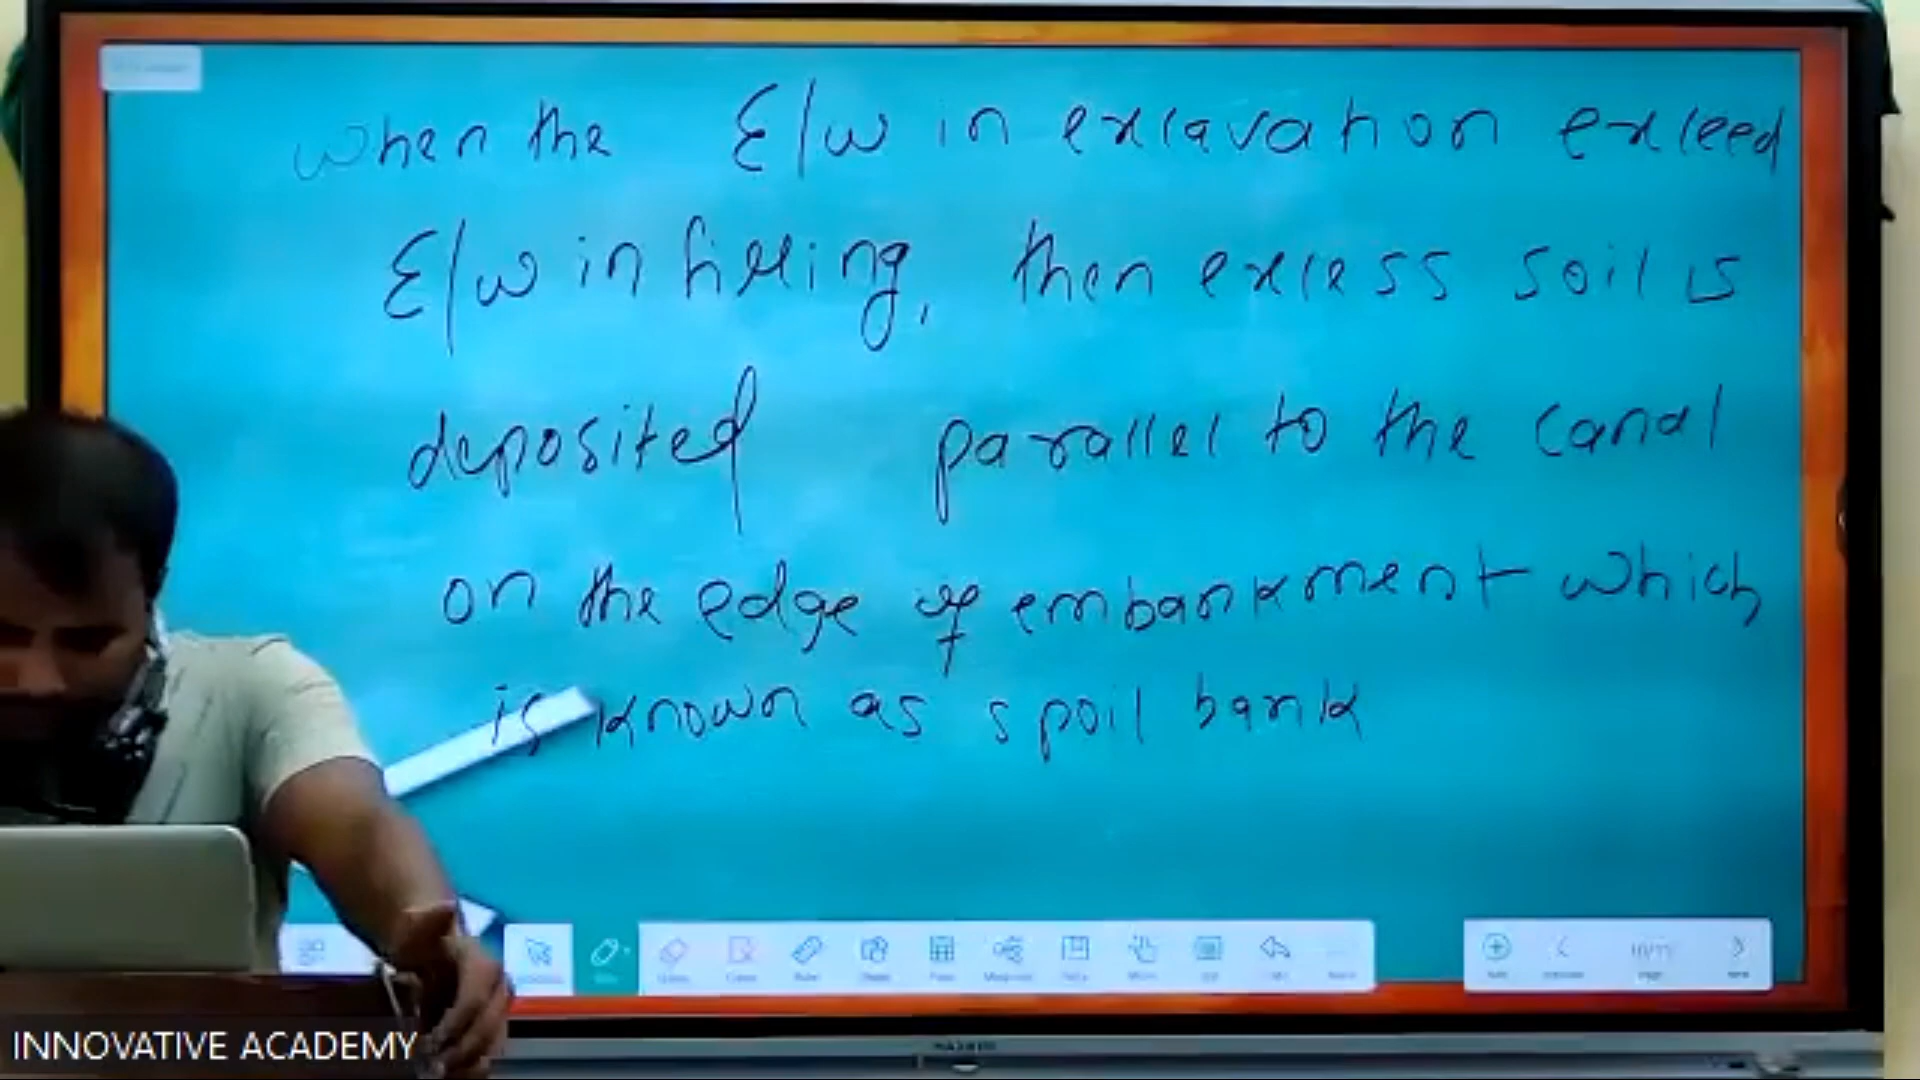 when the E/w in excavation exceed
E/w in filling, then excess soil is
deposited parallel to the canal
on the edge of embankment which
is known as spoil bank
INNOVATIVE ACADEMY